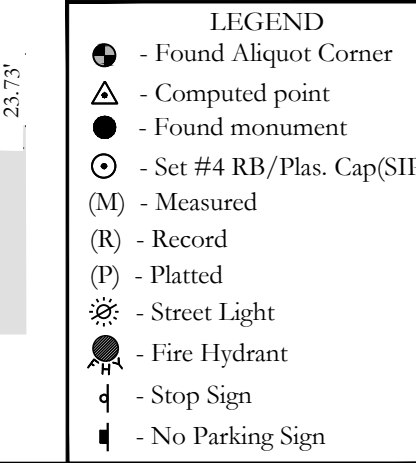 23.73'
LEGEND
- Found Aliquot Corner
- Computed point
- Found monument
- Set #4 RB/Plas. Cap(SIP
(M) - Measured
(R) - Record
(P) - Platted
- Street Light
FHY - Fire Hydrant
- Stop Sign
- No Parking Sign